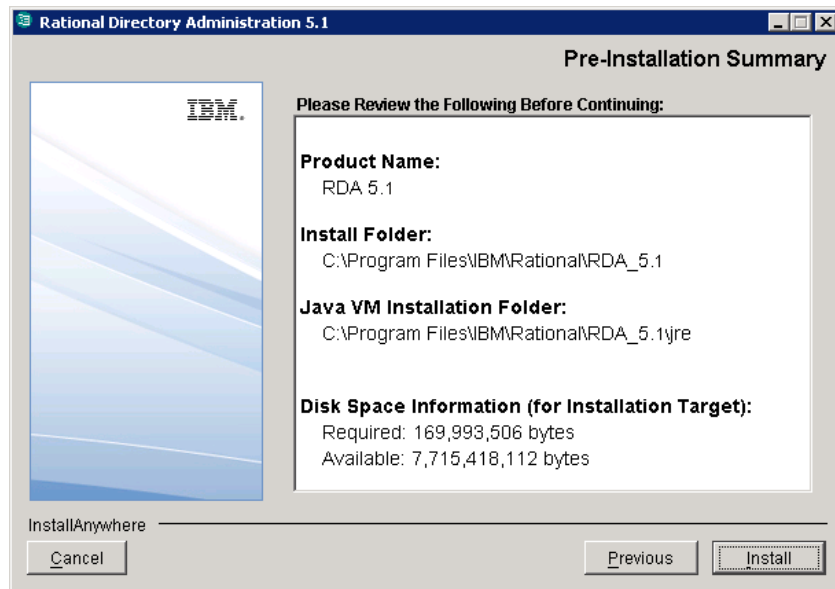 Rational Directory Administration 5.1
Pre-Installation Summary
IBM.
Please Review the Following Before Continuing:
Product Name:
RDA 5.1
Install Folder:
C:\Program Files\IBM\Rational\RDA_5.1
Java VM Installation Folder:
C:\Program Files\IBM\Rational\RDA_5.1\jre
Disk Space Information (for Installation Target):
Required: 169,993,506 bytes
Available: 7,715,418,112 bytes
InstallAnywhere
Cancel
Previous
Install